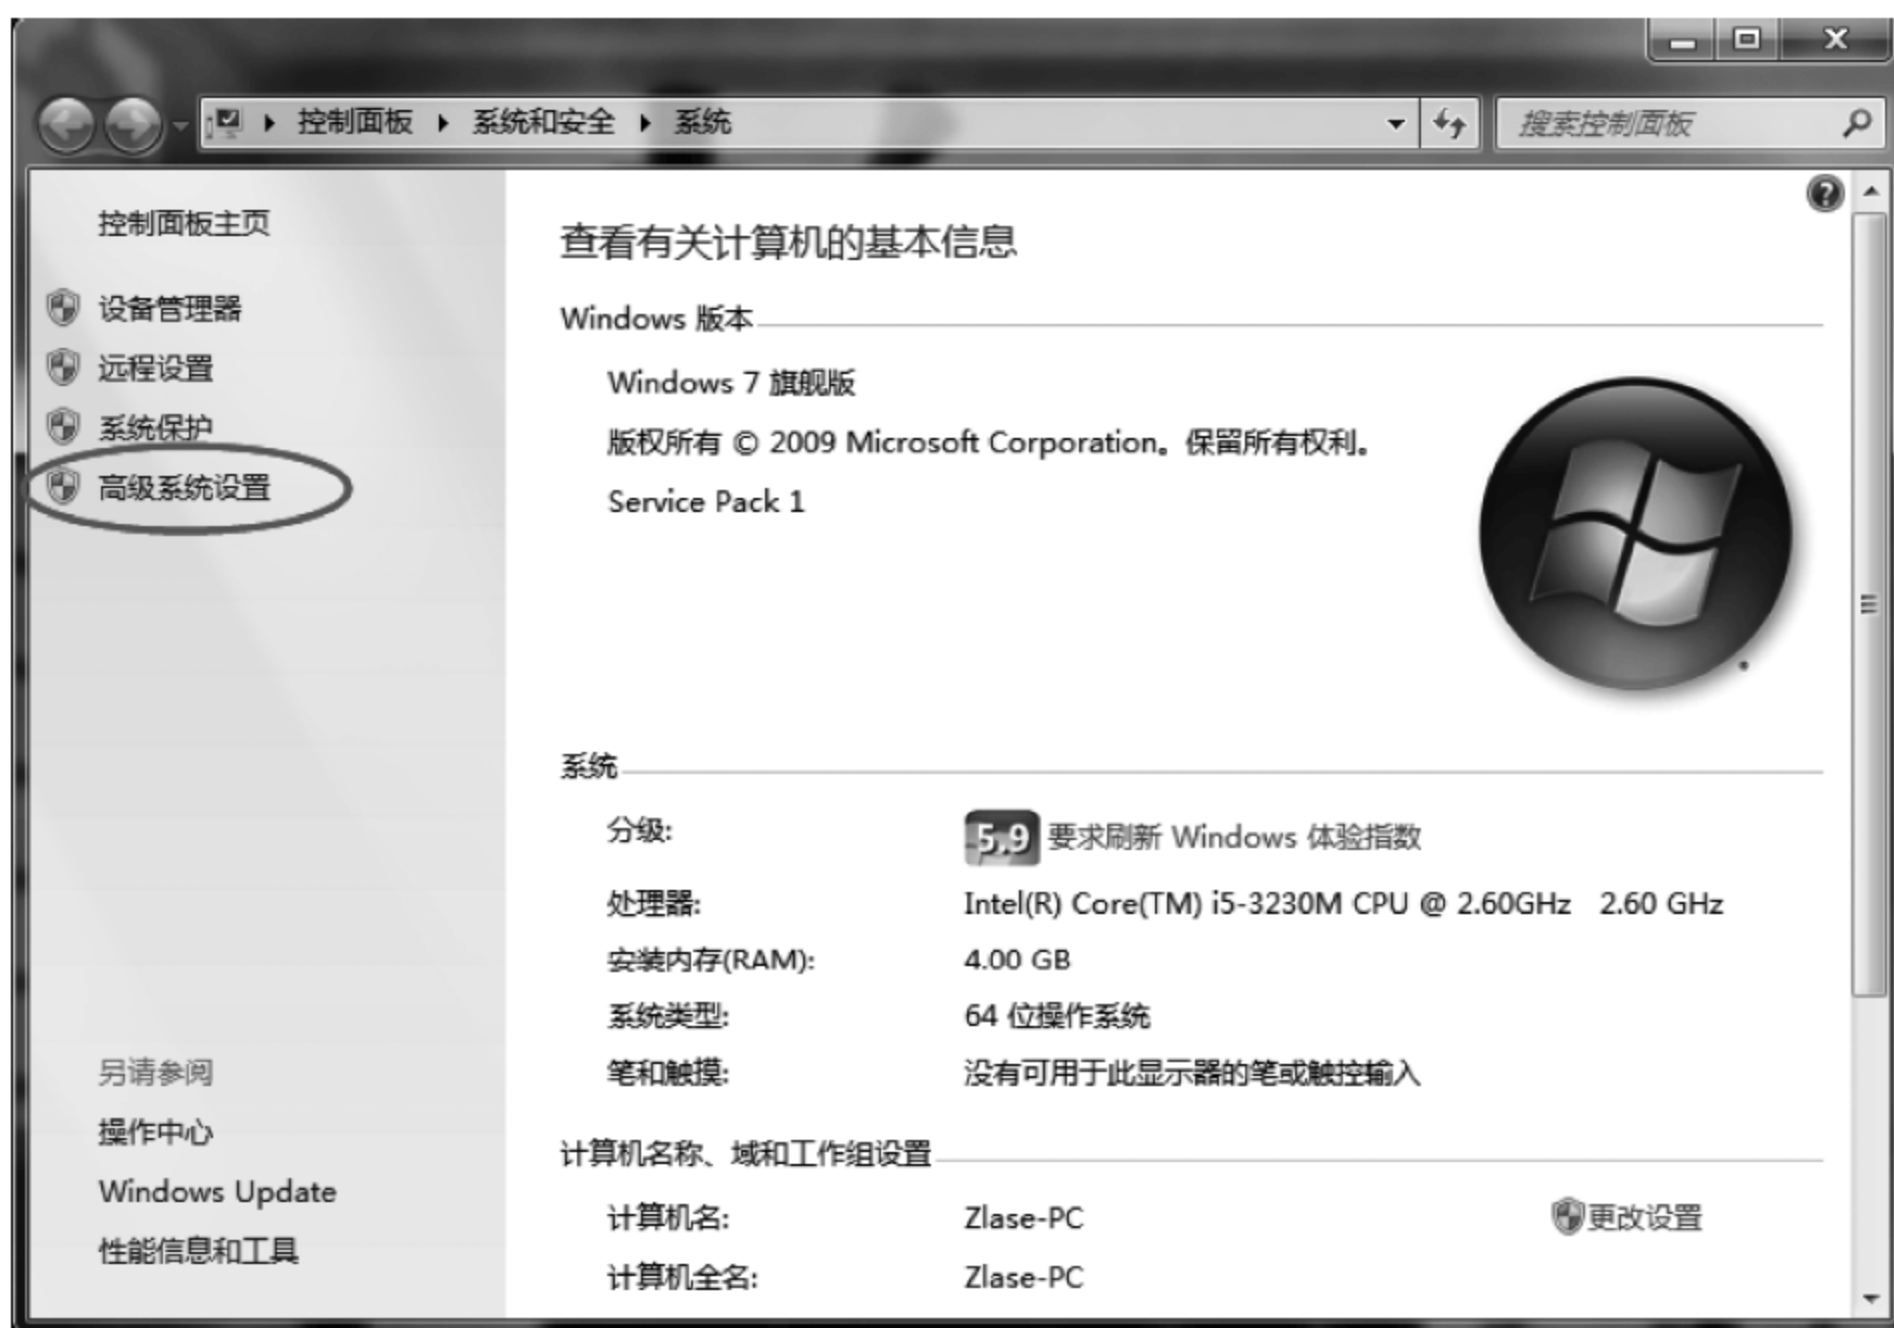 控制面板 系统和安全 系统
搜索控制面板
控制面板主页
设备管理器
远程设置
系统保护
高级系统设置
另请参阅
操作中心
Windows Update
性能信息和工具
查看有关计算机的基本信息
Windows 版本
Windows 7 旗舰版
版权所有 © 2009 Microsoft Corporation。保留所有权利。
Service Pack 1
系统
分级: 5.9 要求刷新 Windows 体验指数
处理器: Intel(R) Core(TM) i5-3230M CPU @ 2.60GHz 2.60 GHz
安装内存(RAM): 4.00 GB
系统类型: 64 位操作系统
笔和触摸: 没有可用于此显示器的笔或触控输入
计算机名称、域和工作组设置
计算机名: Zlase-PC 更改设置
计算机全名: Zlase-PC